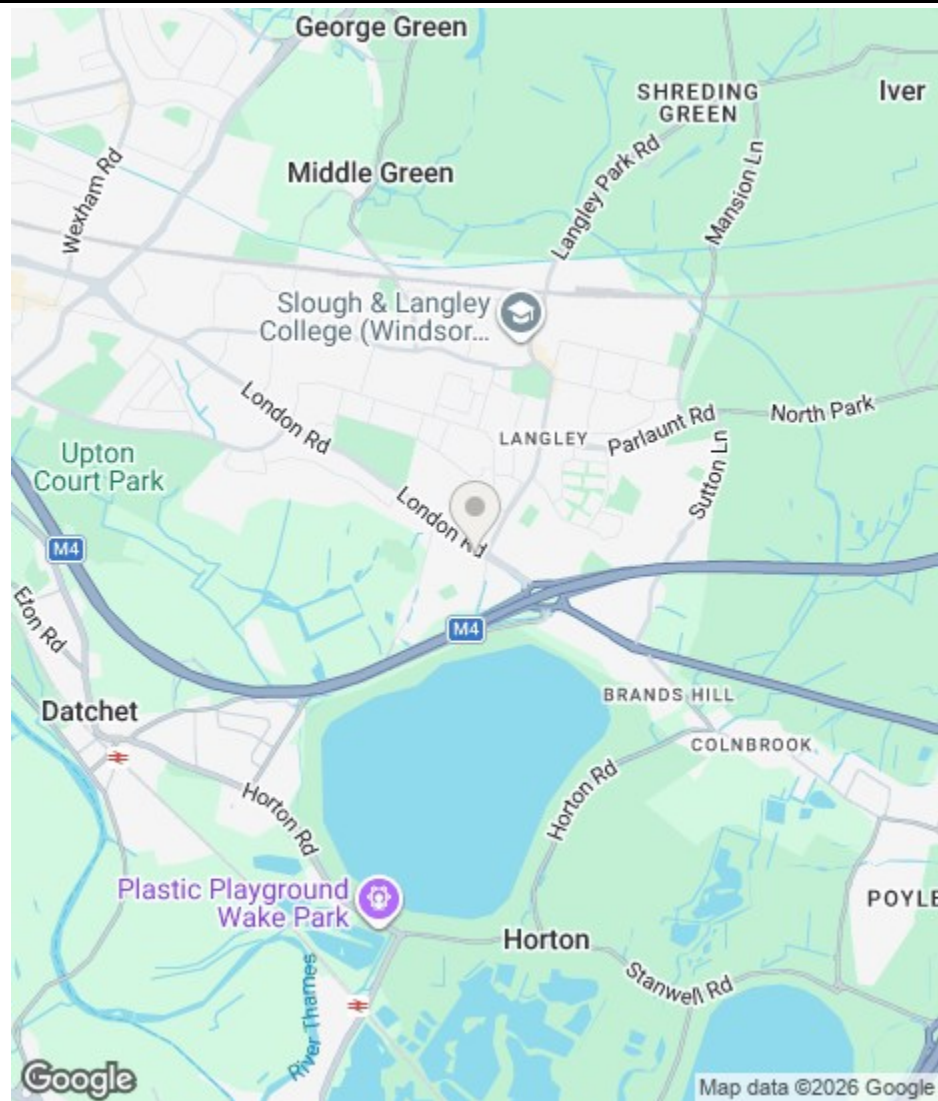 George Green
SHREDING
GREEN
Iver
Middle Green
Wexham Rd
Langley Park Rd
Mansion Ln
Slough & Langley
College (Windsor...
London Rd
LANGLEY
Parlaunt Rd
North Park
Upton
Court Park
London Rd
Sutton Ln
M4
Eton Rd
M4
BRANDS HILL
Datchet
COLNBROOK
Horton Rd
Horton Rd
Plastic Playground
Wake Park
POYLE
Horton
Stanwell Rd
River Thames
Google
Map data ©2026 Google